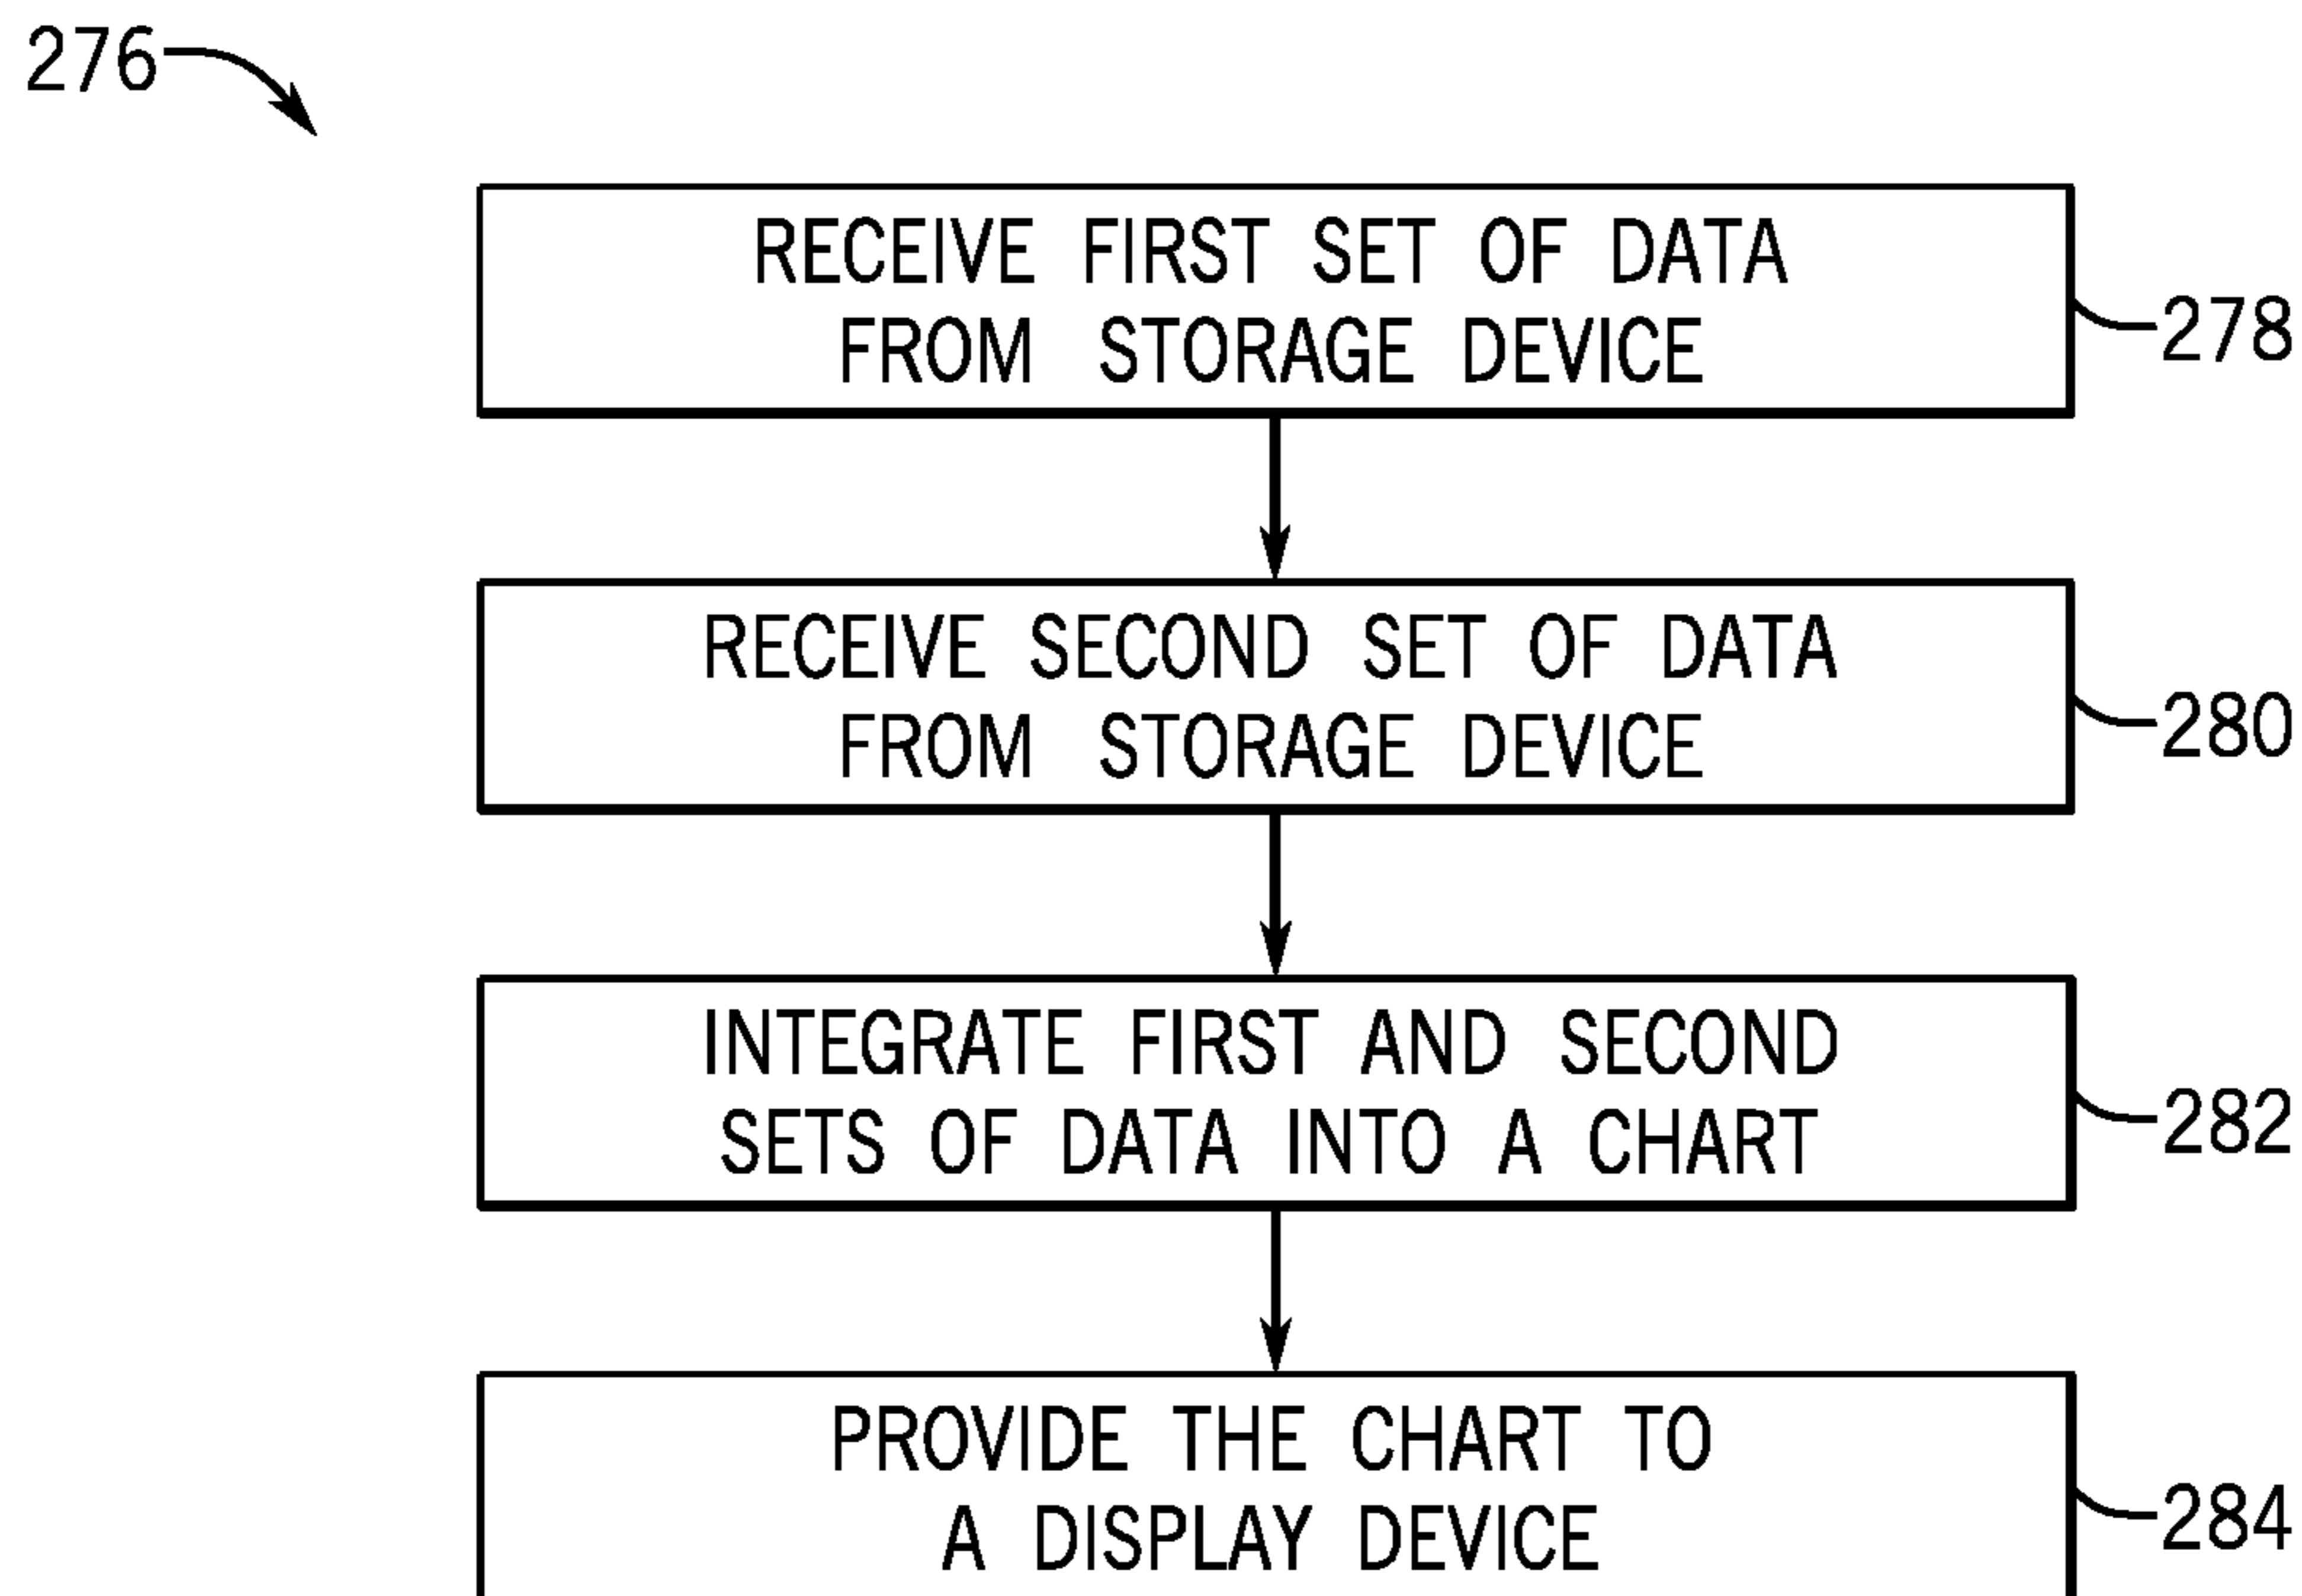 276
RECEIVE FIRST SET OF DATA
FROM STORAGE DEVICE
278
RECEIVE SECOND SET OF DATA
FROM STORAGE DEVICE
280
INTEGRATE FIRST AND SECOND
SETS OF DATA INTO A CHART
282
PROVIDE THE CHART TO
A DISPLAY DEVICE
284